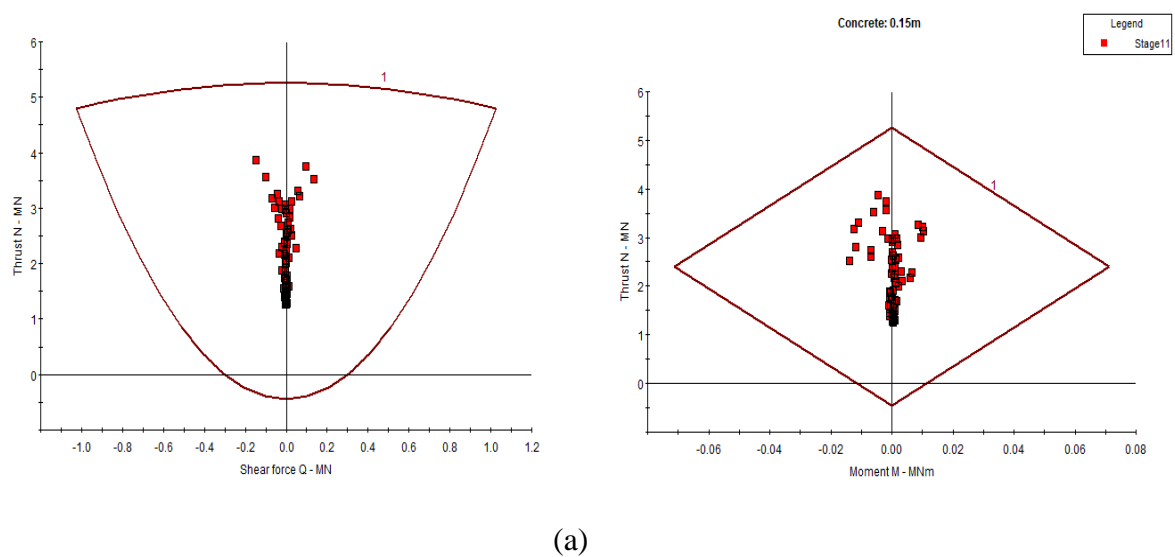 Concrete: 0.15m
Legend
Stage11
6
5
4
3
2
1
0
1
1
Thrust N - MN
-1.0 -0.8 -0.6 -0.4 -0.2 0.0 0.2 0.4 0.6 0.8 1.0 1.2
Shear force Q - MN
6
5
4
3
2
1
0
1
Thrust N - MN
-0.06 -0.04 -0.02 0.00 0.02 0.04 0.06 0.08
Moment M - MNm
(a)